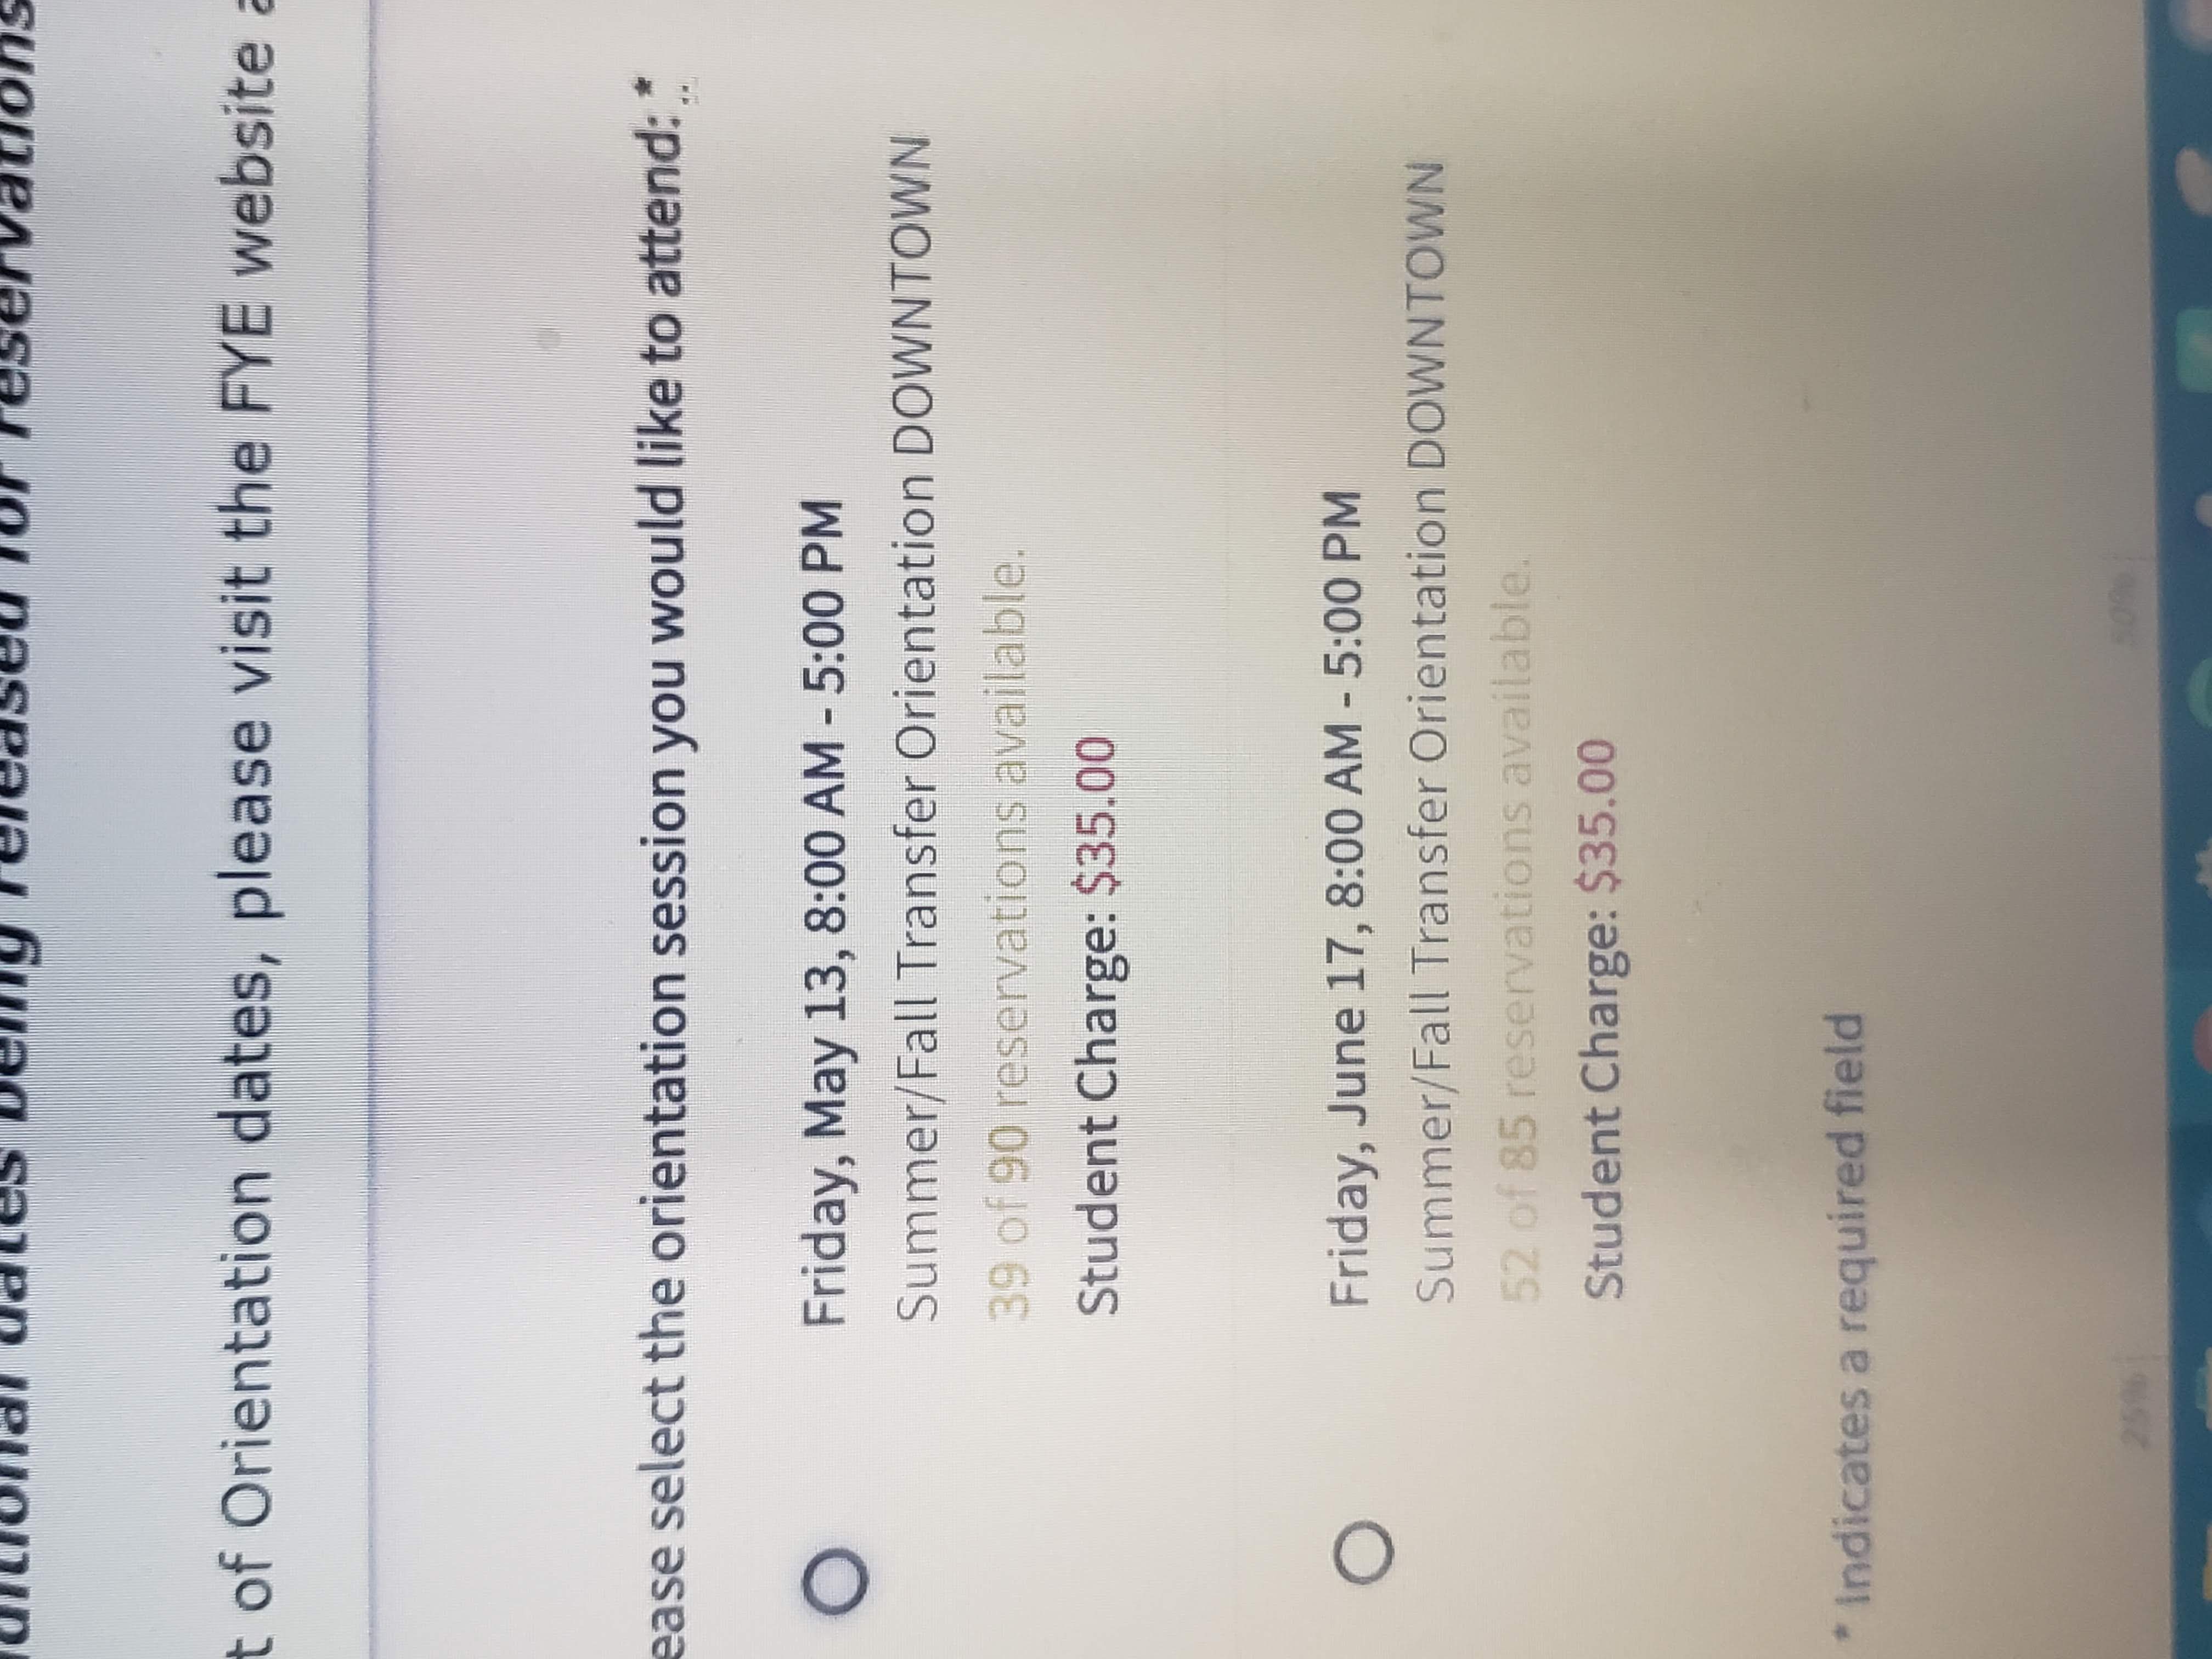 dates being released for reservations
t of Orientation dates, please visit the FYE website a
ease select the orientation session you would like to attend: *
Friday, May 13, 8:00 AM - 5:00 PM
Summer/Fall Transfer Orientation DOWNTOWN
39 of 90 reservations available.
Student Charge: $35.00
Friday, June 17, 8:00 AM - 5:00 PM
Summer/Fall Transfer Orientation DOWNTOWN
52 of 85 reservations available.
Student Charge: $35.00
* Indicates a required field
25% 50%